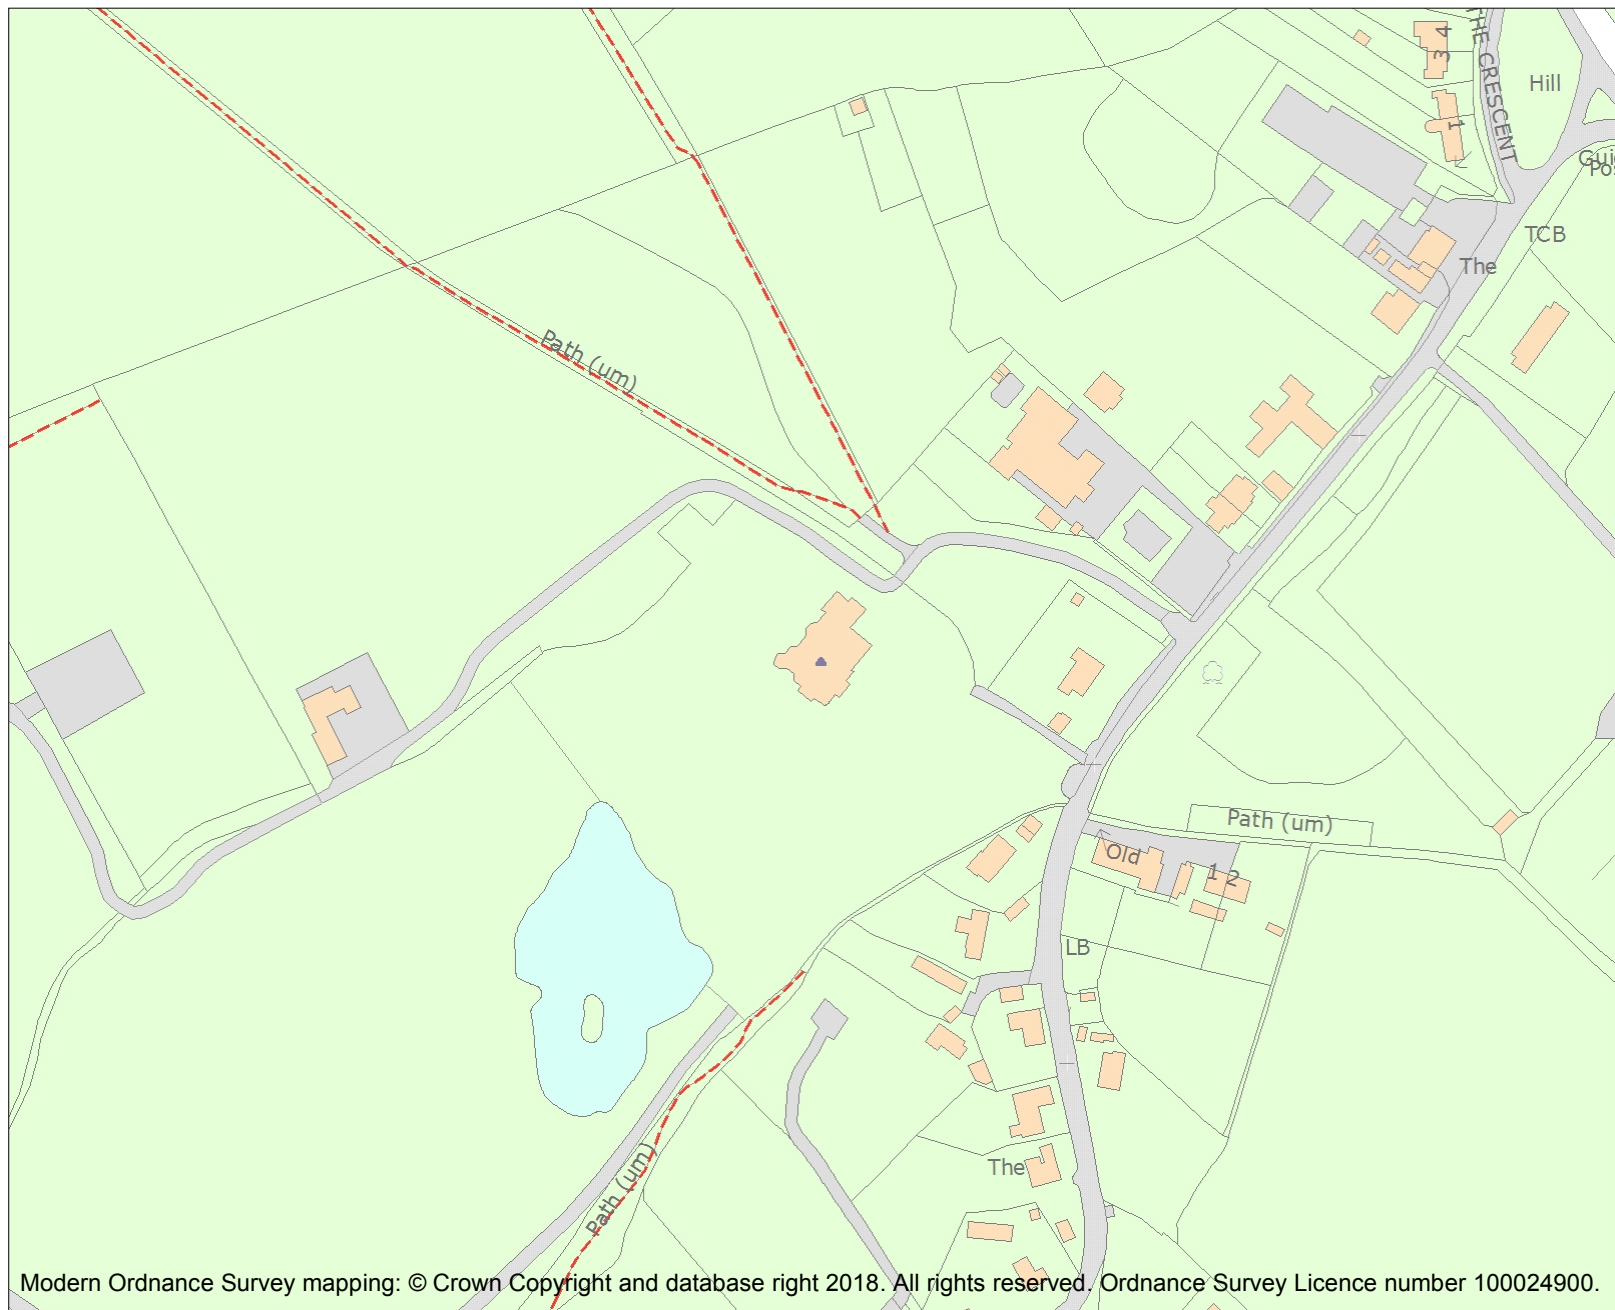 THE CRESCENT
3 4
1
Hill
TCB
The
Path (um)
Path (um)
Old
1 2
LB
The
Path (um)
Modern Ordnance Survey mapping: © Crown Copyright and database right 2018. All rights reserved. Ordnance Survey Licence number 100024900.